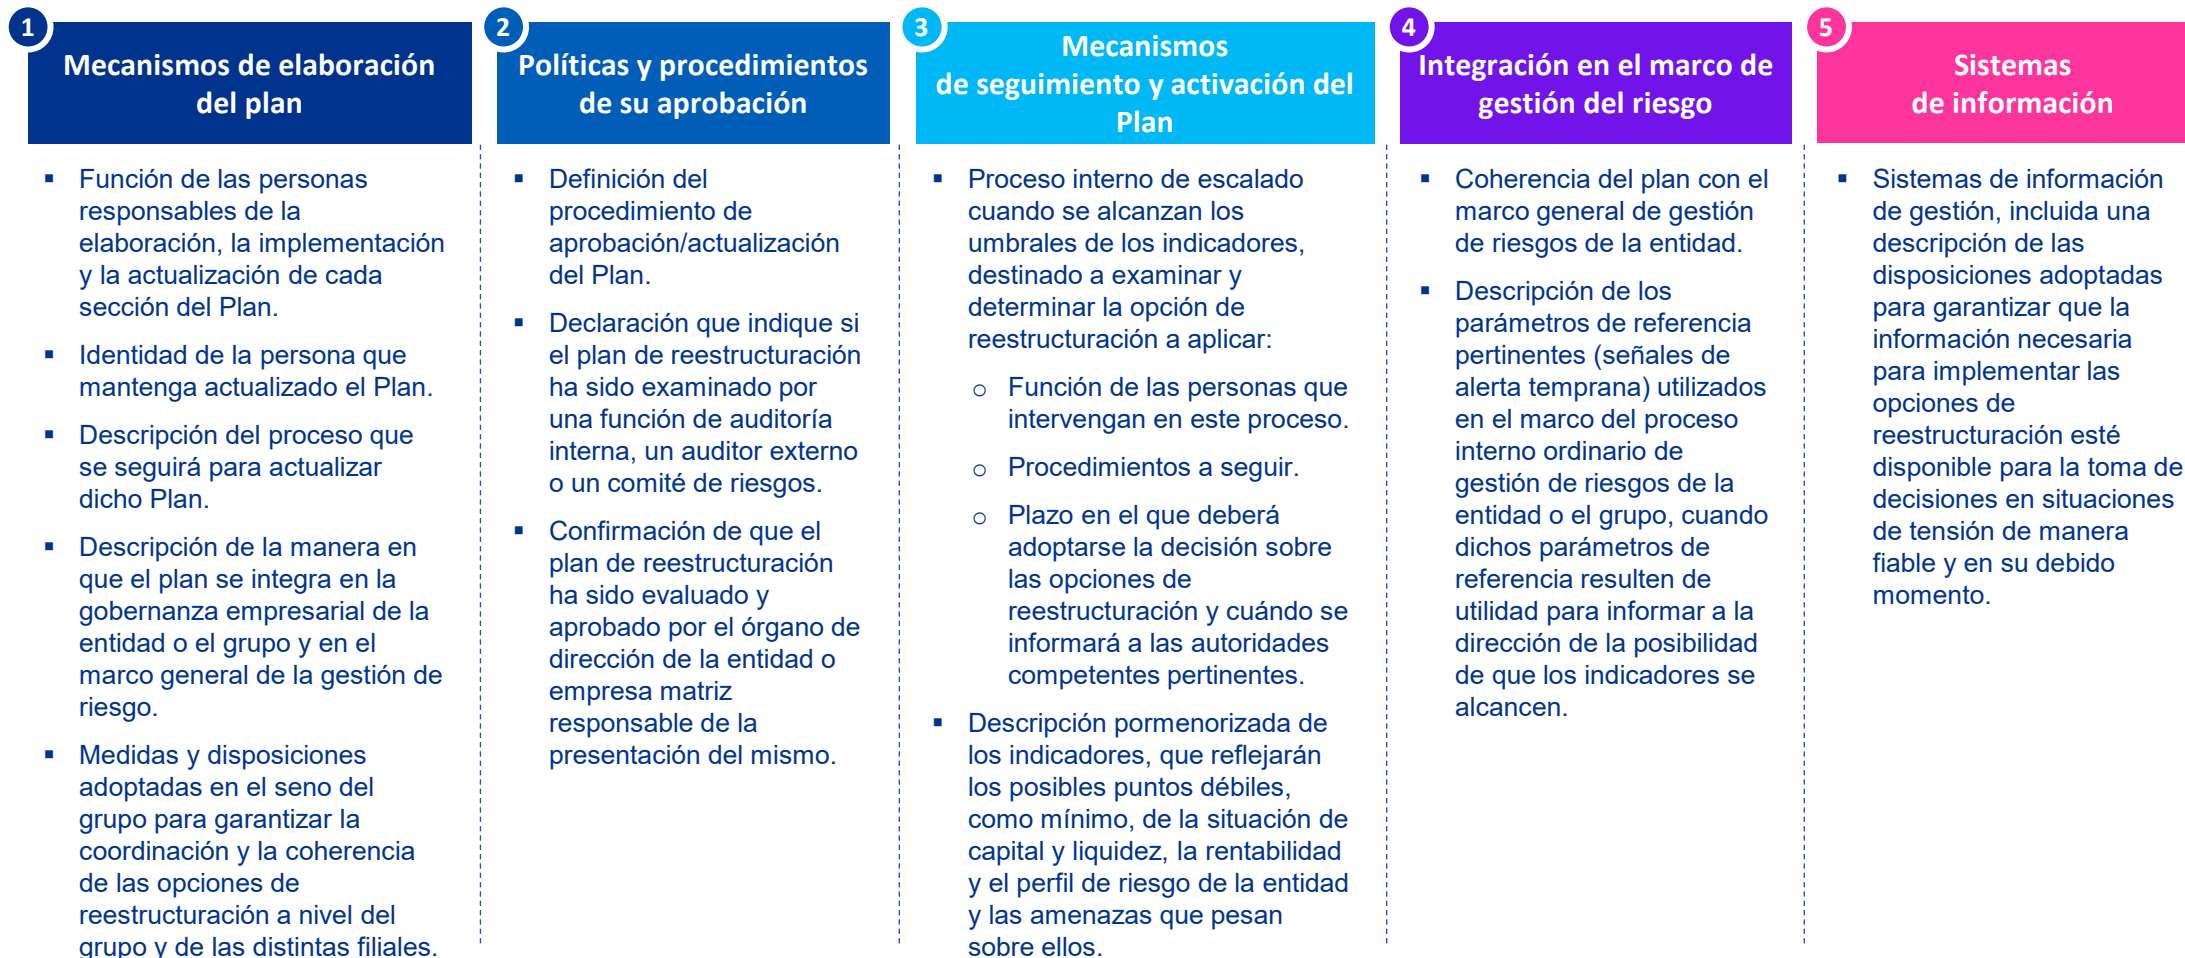 1
Mecanismos de elaboración
del plan
▪ Función de las personas
responsables de la
elaboración, la implementación
y la actualización de cada
sección del Plan.
▪ Identidad de la persona que
mantenga actualizado el Plan.
▪ Descripción del proceso que
se seguirá para actualizar
dicho Plan.
▪ Descripción de la manera en
que el plan se integra en la
gobernanza empresarial de la
entidad o el grupo y en el
marco general de la gestión de
riesgo.
▪ Medidas y disposiciones
adoptadas en el seno del
grupo para garantizar la
coordinación y la coherencia
de las opciones de
reestructuración a nivel del
grupo y de las distintas filiales.
2
Políticas y procedimientos
de su aprobación
▪ Definición del
procedimiento de
aprobación/actualización
del Plan.
▪ Declaración que indique si
el plan de reestructuración
ha sido examinado por
una función de auditoría
interna, un auditor externo
o un comité de riesgos.
▪ Confirmación de que el
plan de reestructuración
ha sido evaluado y
aprobado por el órgano de
dirección de la entidad o
empresa matriz
responsable de la
presentación del mismo.
3
Mecanismos
de seguimiento y activación del
Plan
▪ Proceso interno de escalado
cuando se alcanzan los
umbrales de los indicadores,
destinado a examinar y
determinar la opción de
reestructuración a aplicar:
○ Función de las personas que
intervengan en este proceso.
○ Procedimientos a seguir.
○ Plazo en el que deberá
adoptarse la decisión sobre
las opciones de
reestructuración y cuándo se
informará a las autoridades
competentes pertinentes.
▪ Descripción pormenorizada de
los indicadores, que reflejarán
los posibles puntos débiles,
como mínimo, de la situación de
capital y liquidez, la rentabilidad
y el perfil de riesgo de la entidad
y las amenazas que pesan
sobre ellos.
4
Integración en el marco de
gestión del riesgo
▪ Coherencia del plan con el
marco general de gestión
de riesgos de la entidad.
▪ Descripción de los
parámetros de referencia
pertinentes (señales de
alerta temprana) utilizados
en el marco del proceso
interno ordinario de
gestión de riesgos de la
entidad o el grupo, cuando
dichos parámetros de
referencia resulten de
utilidad para informar a la
dirección de la posibilidad
de que los indicadores se
alcancen.
5
Sistemas
de información
▪ Sistemas de información
de gestión, incluida una
descripción de las
disposiciones adoptadas
para garantizar que la
información necesaria
para implementar las
opciones de
reestructuración esté
disponible para la toma de
decisiones en situaciones
de tensión de manera
fiable y en su debido
momento.